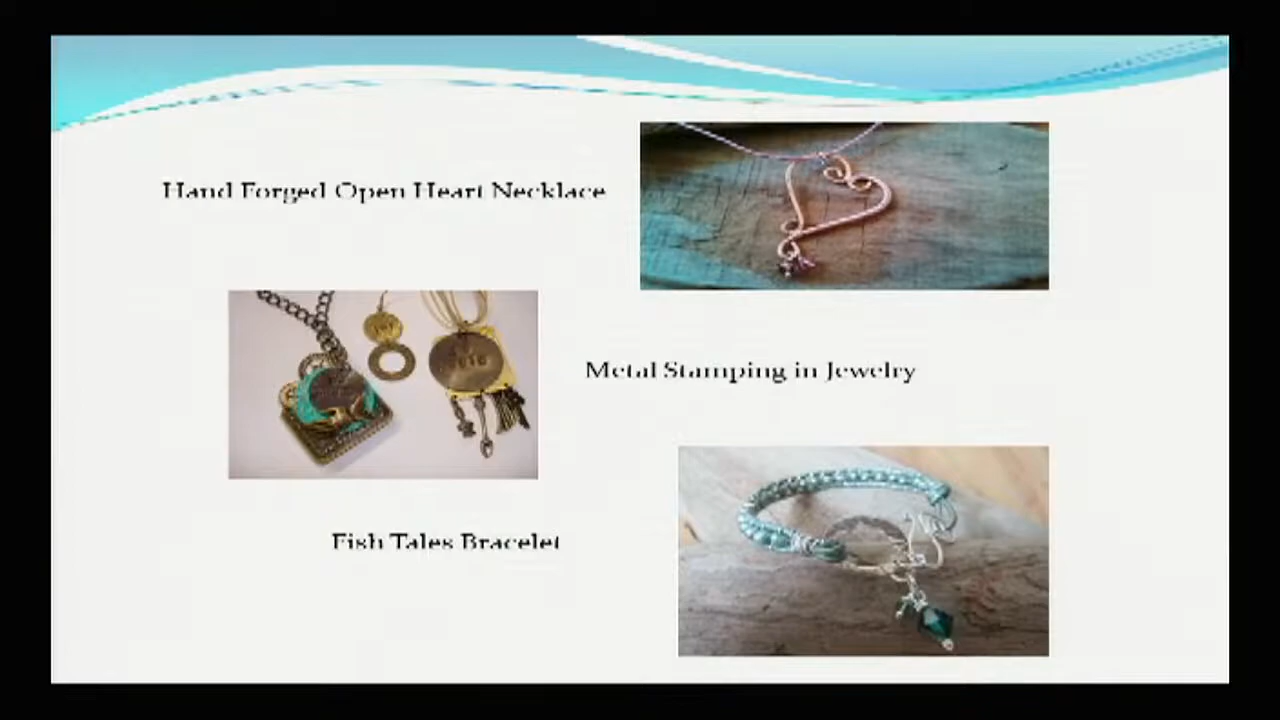 Hand Forged Open Heart Necklace
Metal Stamping in Jewelry
Fish Tales Bracelet